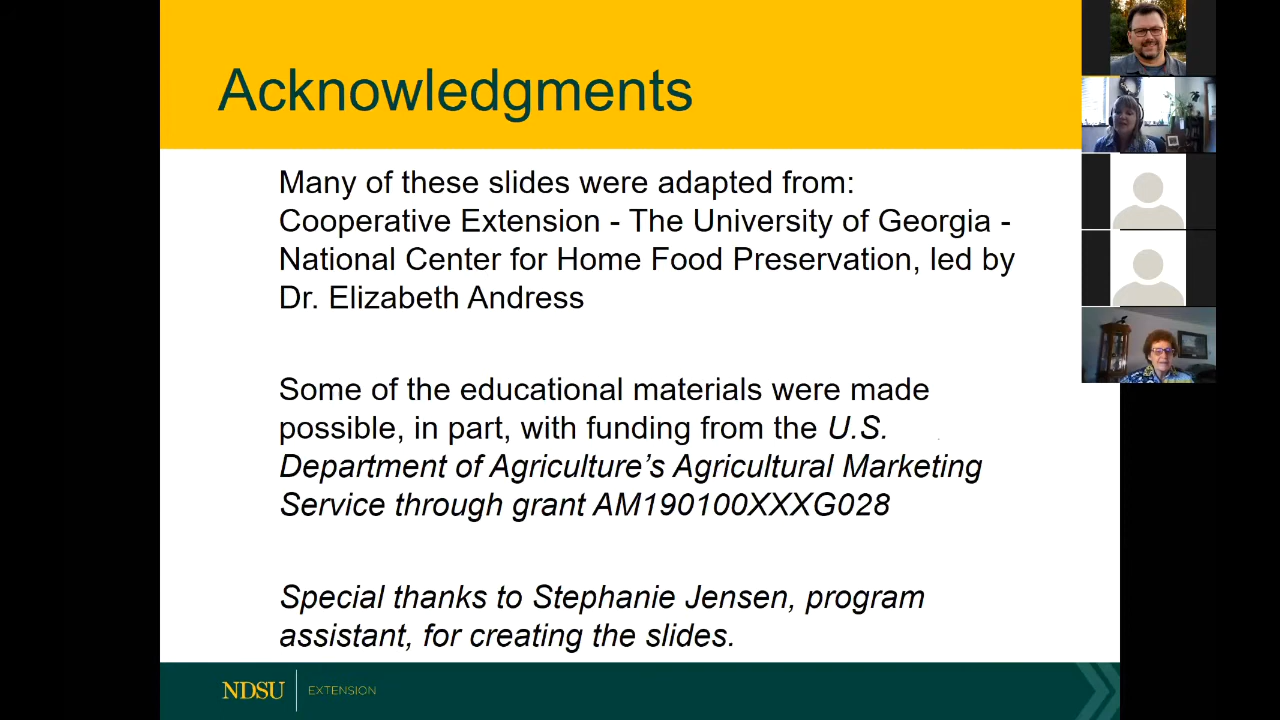 Acknowledgments
Many of these slides were adapted from:
Cooperative Extension - The University of Georgia -
National Center for Home Food Preservation, led by
Dr. Elizabeth Andress
Some of the educational materials were made
possible, in part, with funding from the U.S.
Department of Agriculture’s Agricultural Marketing
Service through grant AM190100XXXG028
Special thanks to Stephanie Jensen, program
assistant, for creating the slides.
NDSU EXTENSION